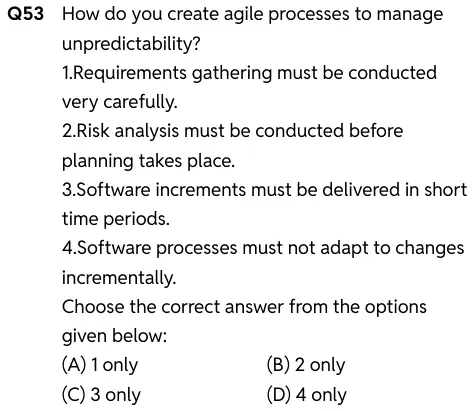 Q53 How do you create agile processes to manage
unpredictability?
1.Requirements gathering must be conducted
very carefully.
2.Risk analysis must be conducted before
planning takes place.
3.Software increments must be delivered in short
time periods.
4.Software processes must not adapt to changes
incrementally.
Choose the correct answer from the options
given below:
(A) 1 only (B) 2 only
(C) 3 only (D) 4 only